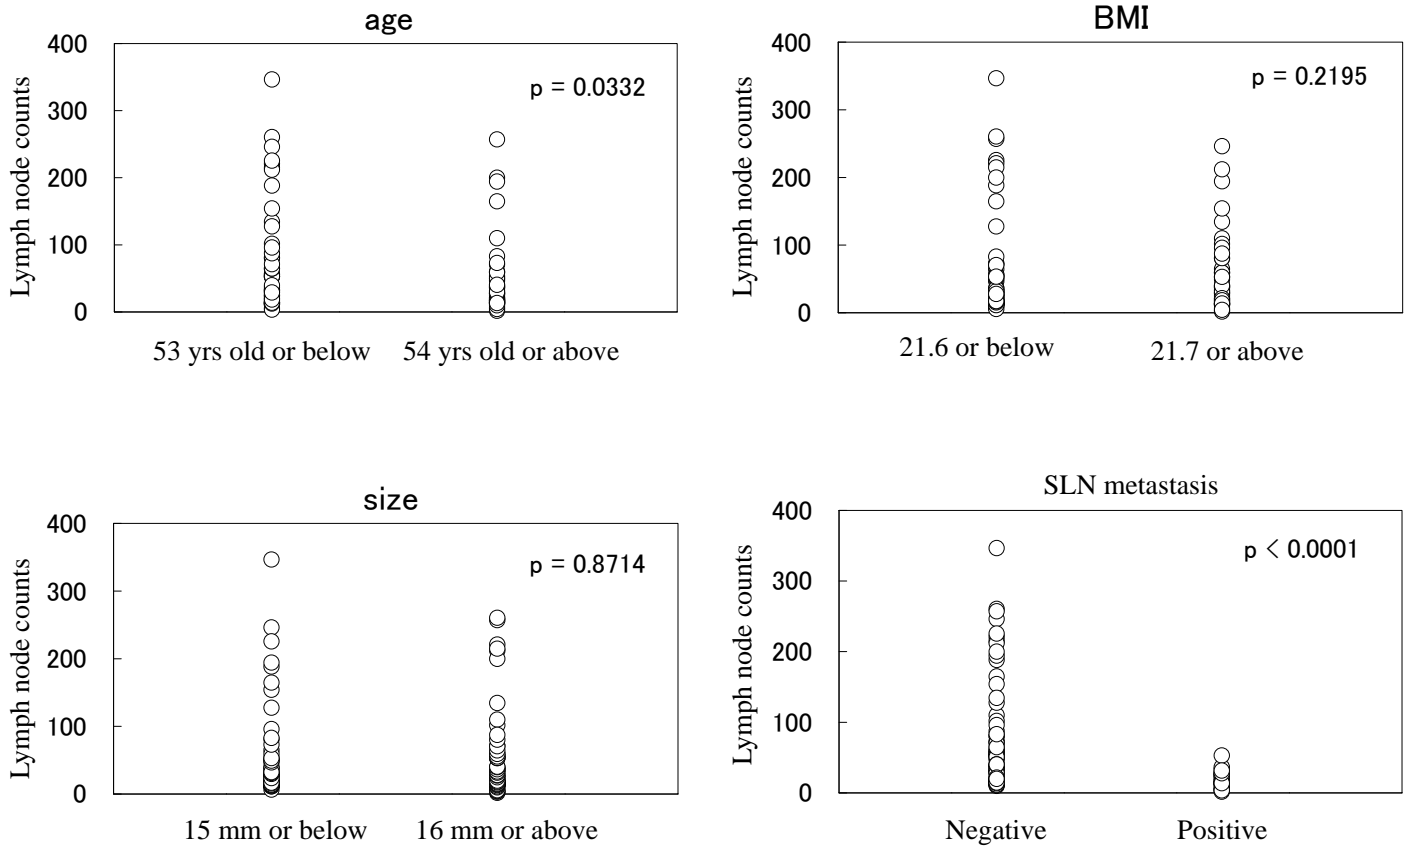 age
400
300
200
100
0
Lymph node counts
p = 0.0332
53 yrs old or below 54 yrs old or above
BMI
400
300
200
100
0
Lymph node counts
p = 0.2195
21.6 or below 21.7 or above
size
400
300
200
100
0
Lymph node counts
p = 0.8714
15 mm or below 16 mm or above
SLN metastasis
400
300
200
100
0
Lymph node counts
p < 0.0001
Negative Positive